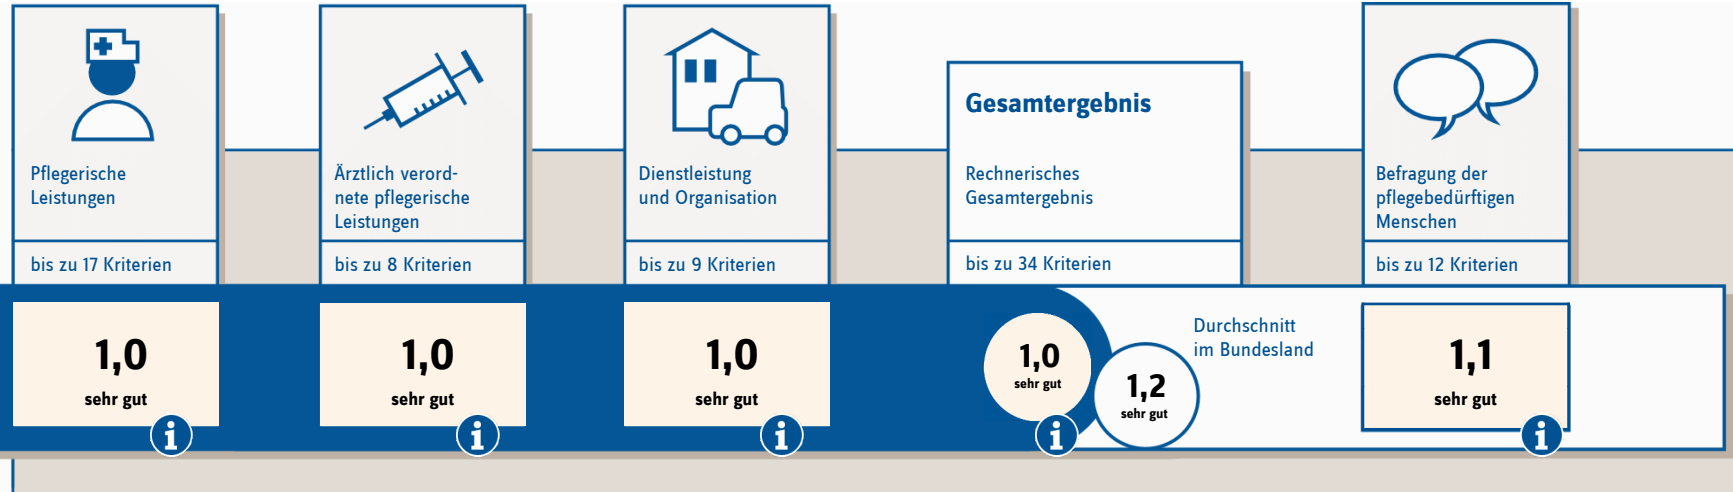 Pflegerische
Leistungen
bis zu 17 Kriterien
1,0
sehr gut
i
Ärztlich verord-
nete pflegerische
Leistungen
bis zu 8 Kriterien
1,0
sehr gut
i
Dienstleistung
und Organisation
bis zu 9 Kriterien
1,0
sehr gut
i
Gesamtergebnis
Rechnerisches
Gesamtergebnis
bis zu 34 Kriterien
1,0
sehr gut
i
1,2
sehr gut
Durchschnitt
im Bundesland
Befragung der
pflegebedürftigen
Menschen
bis zu 12 Kriterien
1,1
sehr gut
i